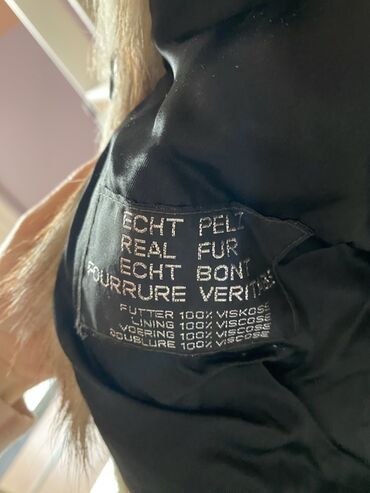 ECHT PELZ
REAL FUR
ECHT BONT
FOURRURE
FUTTER 100% VISKOSE
LINING 100% VISCOSE
VOERING 100% VISCOSE
DOUBLURE 100% VISCOSE